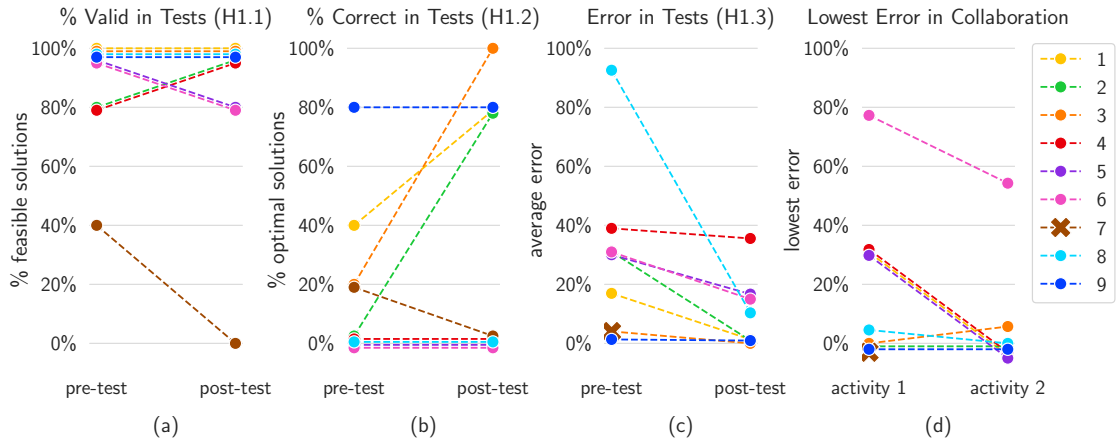 % Valid in Tests (H1.1)
% feasible solutions
100%
80%
60%
40%
20%
0%
pre-test
post-test
(a)
% Correct in Tests (H1.2)
% optimal solutions
100%
80%
60%
40%
20%
0%
pre-test
post-test
(b)
Error in Tests (H1.3)
average error
100%
80%
60%
40%
20%
0%
pre-test
post-test
(c)
Lowest Error in Collaboration
lowest error
100%
80%
60%
40%
20%
0%
activity 1
activity 2
(d)
1
2
3
4
5
6
7
8
9